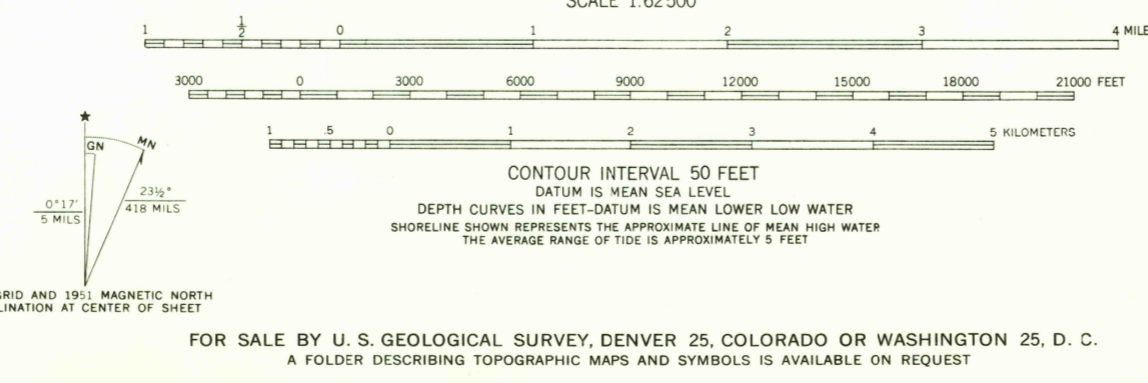 SCALE 1:62500
1 ½ 0 1 2 3 4 MILE
3000 0 3000 6000 9000 12000 15000 18000 21000 FEET
1 .5 0 1 2 3 4 5 KILOMETERS
★
GN MN
0°17'
5 MILS
23½°
418 MILS
CONTOUR INTERVAL 50 FEET
DATUM IS MEAN SEA LEVEL
DEPTH CURVES IN FEET-DATUM IS MEAN LOWER LOW WATER
SHORELINE SHOWN REPRESENTS THE APPROXIMATE LINE OF MEAN HIGH WATER
THE AVERAGE RANGE OF TIDE IS APPROXIMATELY 5 FEET
GRID AND 1951 MAGNETIC NORTH
LINATION AT CENTER OF SHEET
FOR SALE BY U. S. GEOLOGICAL SURVEY, DENVER 25, COLORADO OR WASHINGTON 25, D. C.
A FOLDER DESCRIBING TOPOGRAPHIC MAPS AND SYMBOLS IS AVAILABLE ON REQUEST